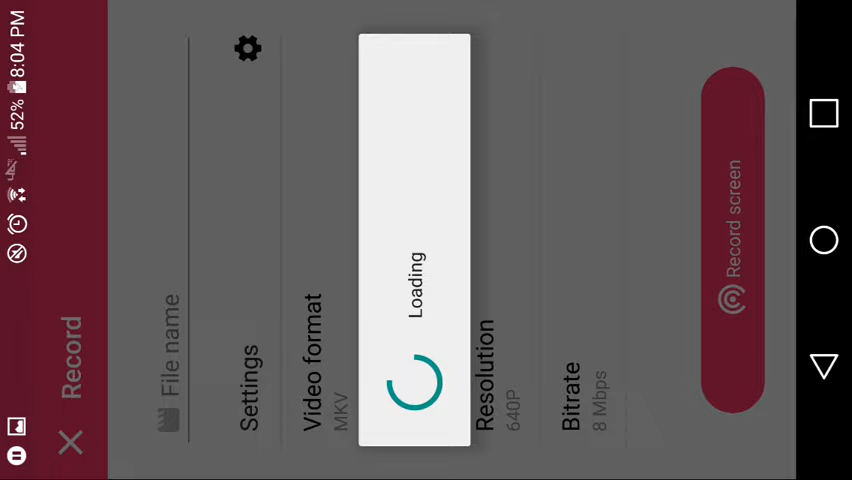 52% 8:04 PM
Record
File name
Settings
Video format
MKV
Loading
Resolution
640P
Bitrate
8 Mbps
Record screen